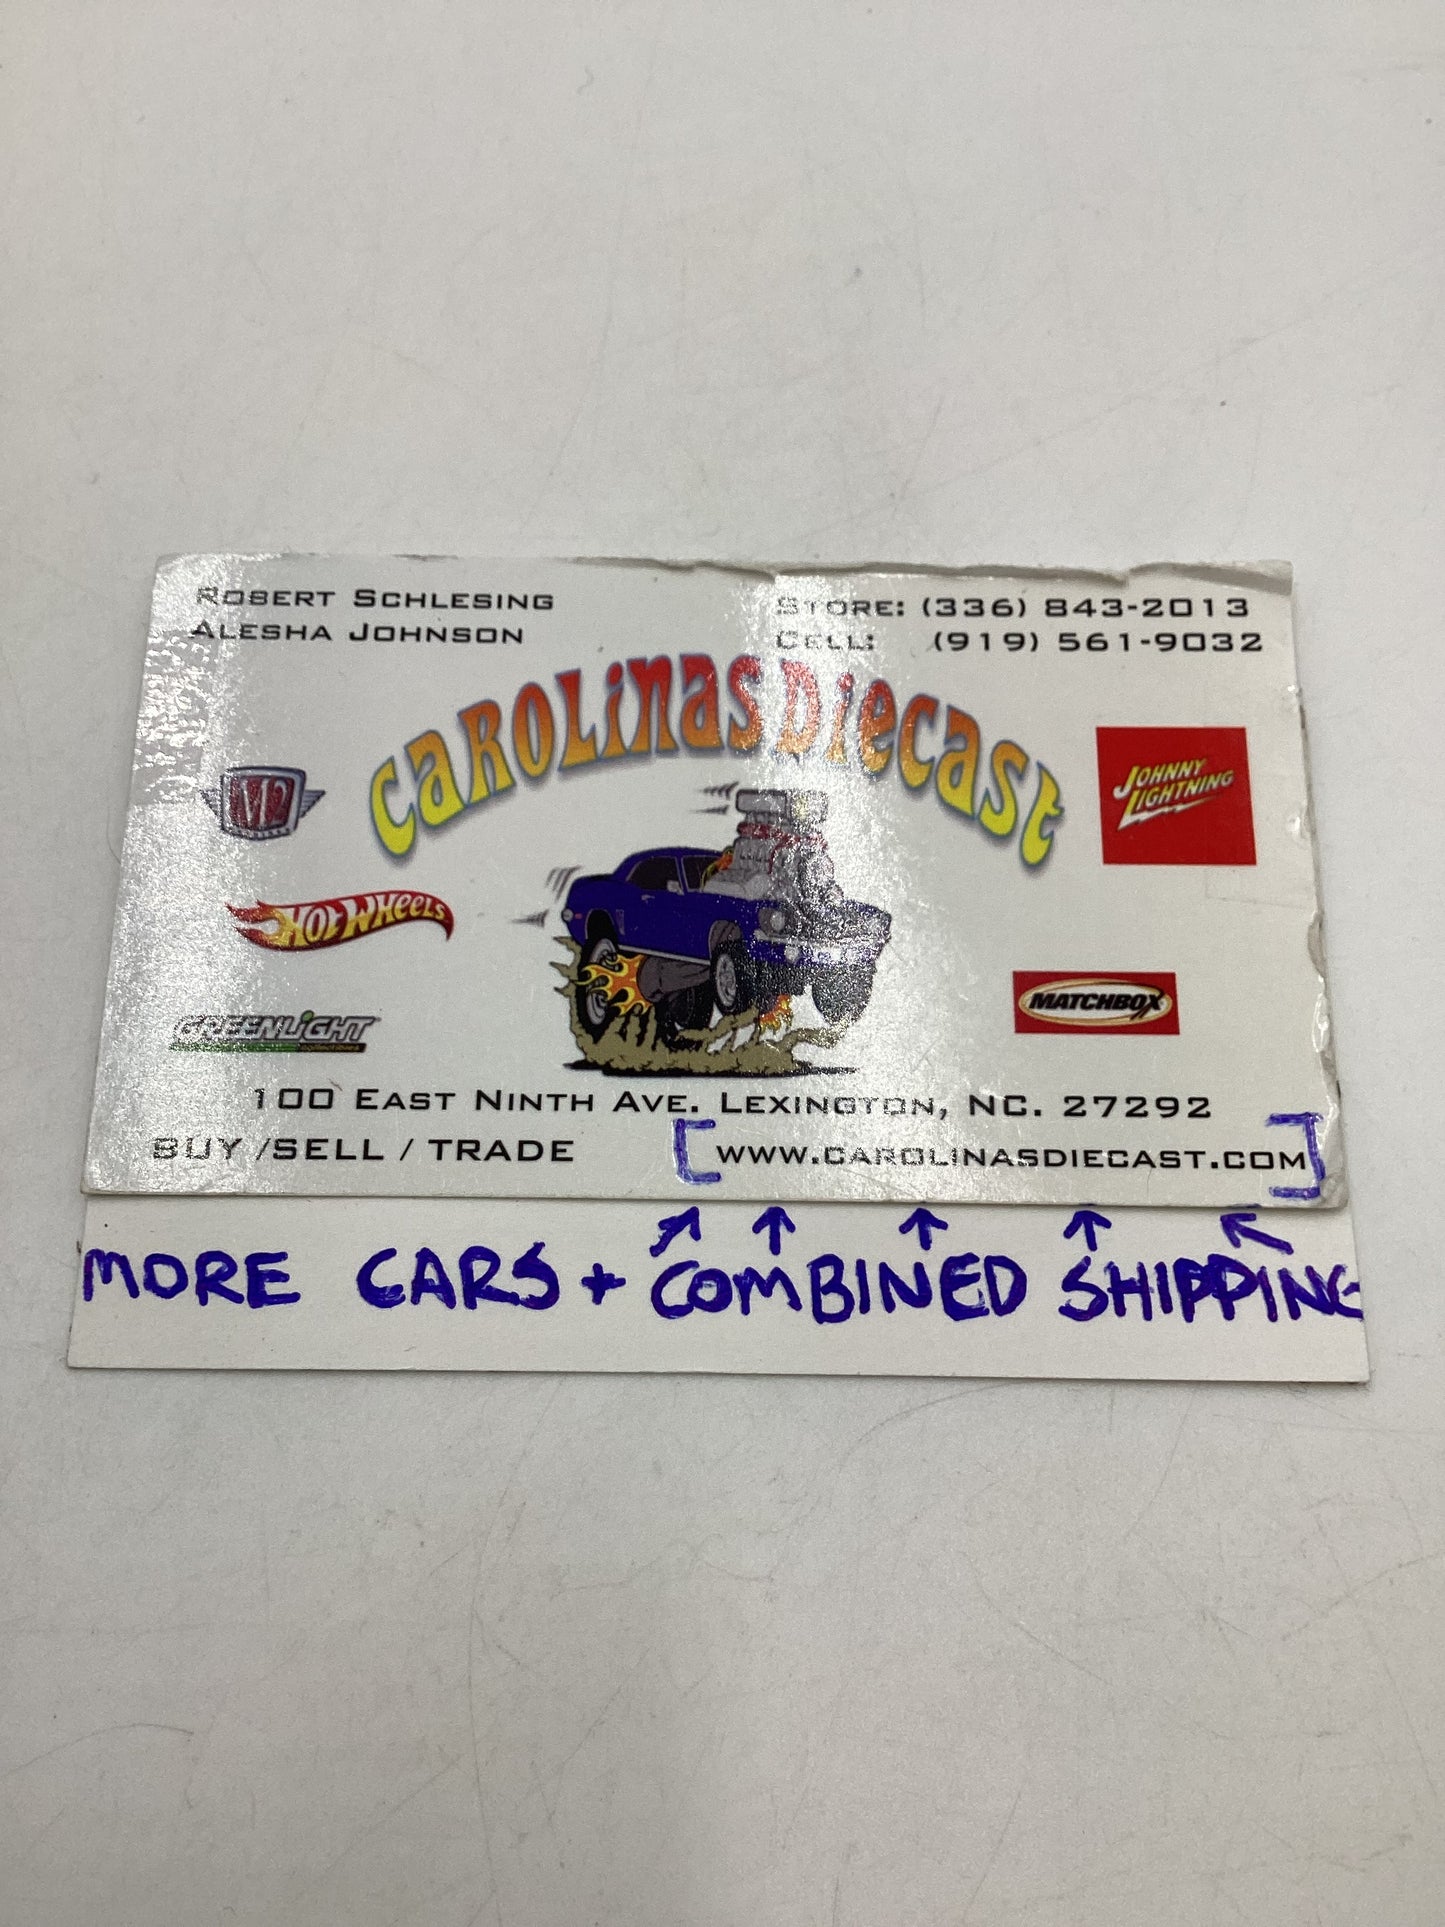 Robert Schlesing
Alesha Johnson
Store: (336) 843-2013
Cell: (919) 561-9032
Carolinas Diecast
M2
Johnny Lightning
Hot Wheels
Matchbox
Greenlight
collectibles
100 East Ninth Ave. Lexington, NC. 27292
BUY /SELL / TRADE
[www.carolinasdiecast.com]
MORE CARS + COMBINED SHIPPING